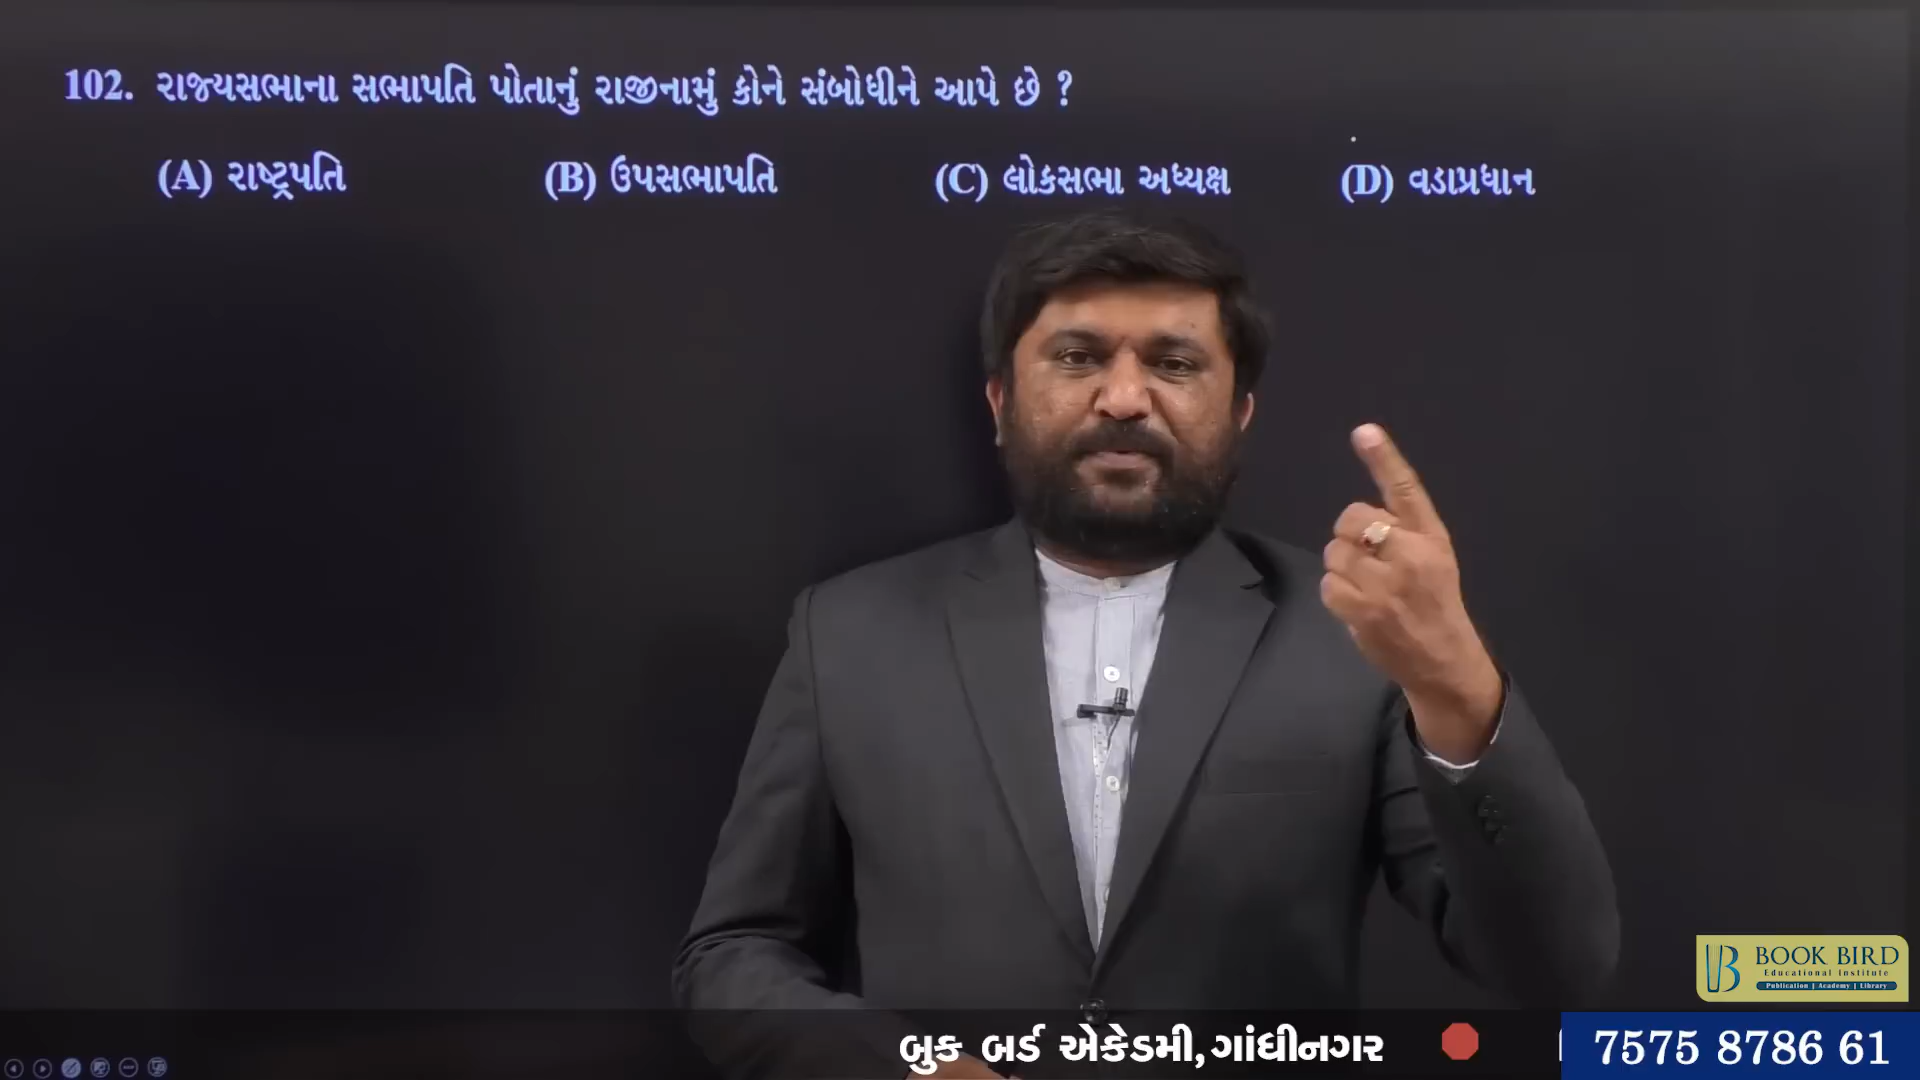 102. રાજ્યસભાના સભાપતિ પોતાનું રાજીનામું કોને સંબોધીને આપે છે ?
(A) રાષ્ટ્રપતિ (B) ઉપસભાપતિ (C) લોકસભા અધ્યક્ષ (D) વડાપ્રધાન
BOOK BIRD
Educational Institute
Publication | Academy | Library
બુક બર્ડ એકેડમી, ગાંધીનગર
7575 8786 61